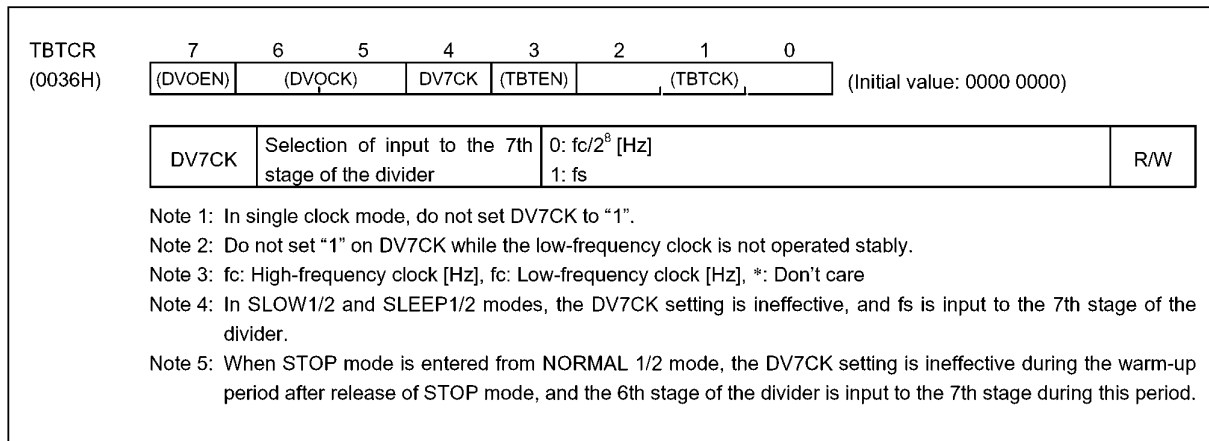 TBTCR 7 6 5 4 3 2 1 0
(0036H) (DVOEN) (DVOCK) DV7CK (TBTEN) (TBTCK) (Initial value: 0000 0000)
DV7CK Selection of input to the 7th stage of the divider 0: fc/2⁸ [Hz] 1: fs R/W
Note 1: In single clock mode, do not set DV7CK to “1”.
Note 2: Do not set “1” on DV7CK while the low-frequency clock is not operated stably.
Note 3: fc: High-frequency clock [Hz], fc: Low-frequency clock [Hz], *: Don’t care
Note 4: In SLOW1/2 and SLEEP1/2 modes, the DV7CK setting is ineffective, and fs is input to the 7th stage of the
divider.
Note 5: When STOP mode is entered from NORMAL 1/2 mode, the DV7CK setting is ineffective during the warm-up
period after release of STOP mode, and the 6th stage of the divider is input to the 7th stage during this period.